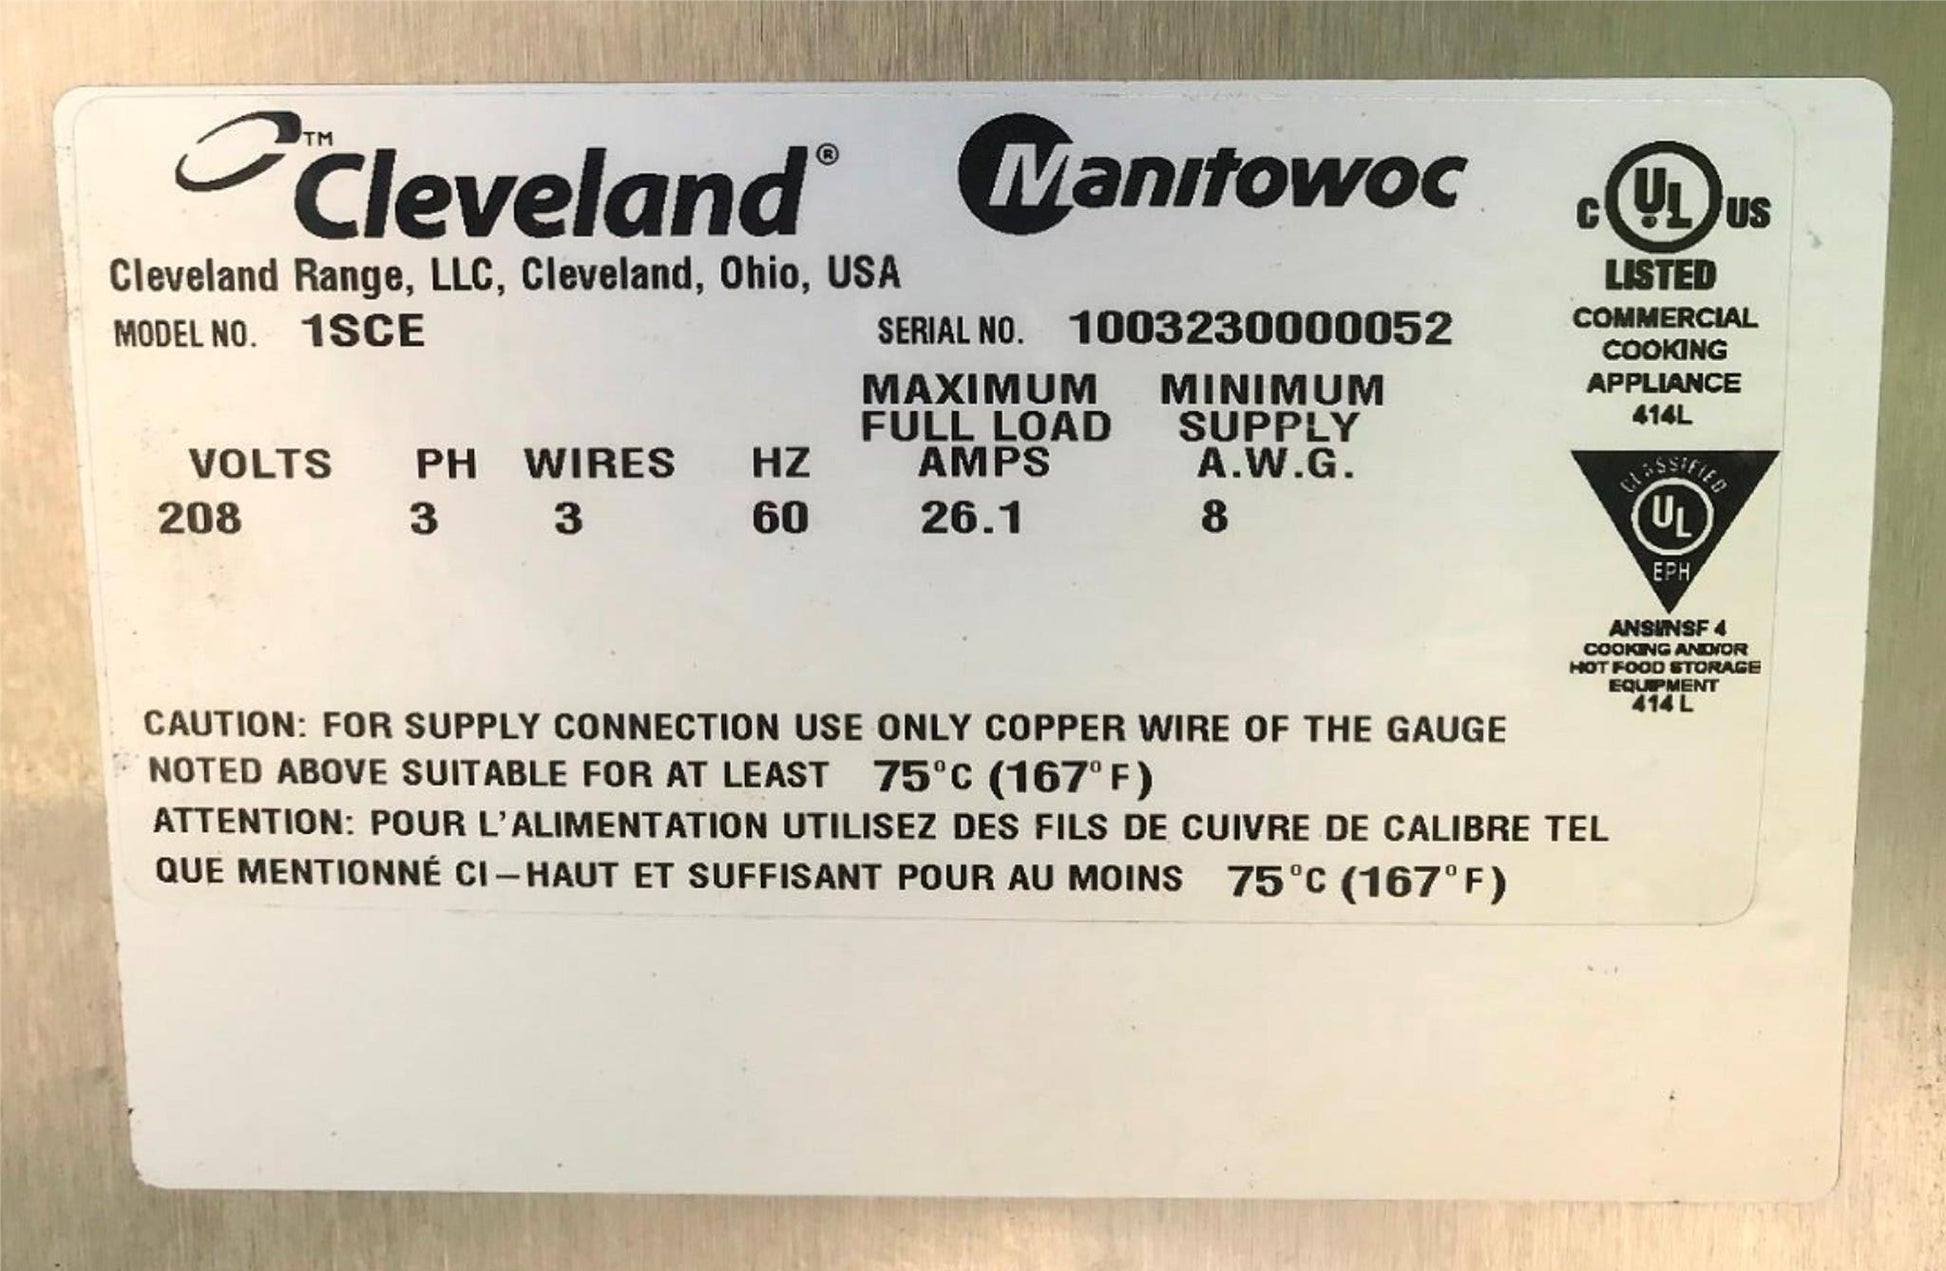 ™Cleveland® Manitowoc
Cleveland Range, LLC, Cleveland, Ohio, USA
MODEL NO. 1SCE SERIAL NO. 1003230000052
MAXIMUM MINIMUM
FULL LOAD SUPPLY
VOLTS PH WIRES HZ AMPS A.W.G.
208 3 3 60 26.1 8
CAUTION: FOR SUPPLY CONNECTION USE ONLY COPPER WIRE OF THE GAUGE
NOTED ABOVE SUITABLE FOR AT LEAST 75°C (167°F)
ATTENTION: POUR L'ALIMENTATION UTILISEZ DES FILS DE CUIVRE DE CALIBRE TEL
QUE MENTIONNÉ CI-HAUT ET SUFFISANT POUR AU MOINS 75°C (167°F)
C UL US
LISTED
COMMERCIAL
COOKING
APPLIANCE
414L
CLASSIFIED
UL
EPH
ANSI/NSF 4
COOKING AND/OR
HOT FOOD STORAGE
EQUIPMENT
414 L